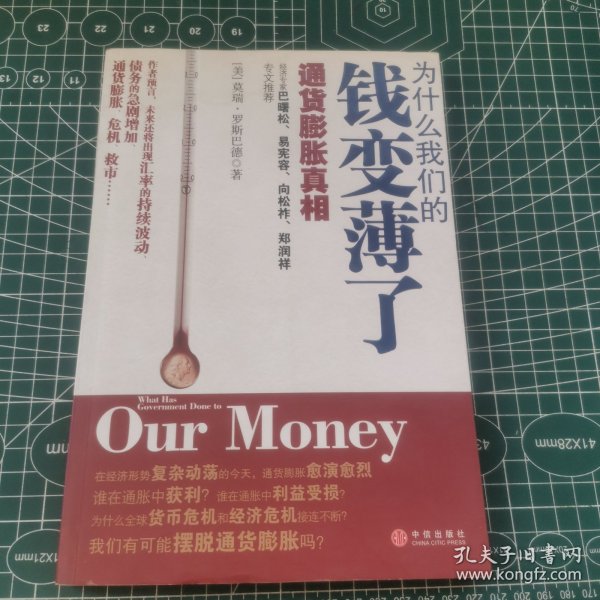 为什么我们的
钱变薄了
通货膨胀真相
经济专家巴曙松、易宪容、向松祚、郑润祥
专文推荐
[美]莫瑞·罗斯巴德◎著
作者预言,未来还将出现汇率的持续波动、
债务的急剧增加、
通货膨胀 危机 救市……
What Has
Government Done to
Our Money
在经济形势复杂动荡的今天,通货膨胀愈演愈烈
谁在通胀中获利?谁在通胀中利益受损?
为什么全球货币危机和经济危机接连不断?
我们有可能摆脱通货膨胀吗?
中信出版社
CHINA CITIC PRESS
孔夫子旧书网
www.kongfz.com
23
20
19
41X28mm